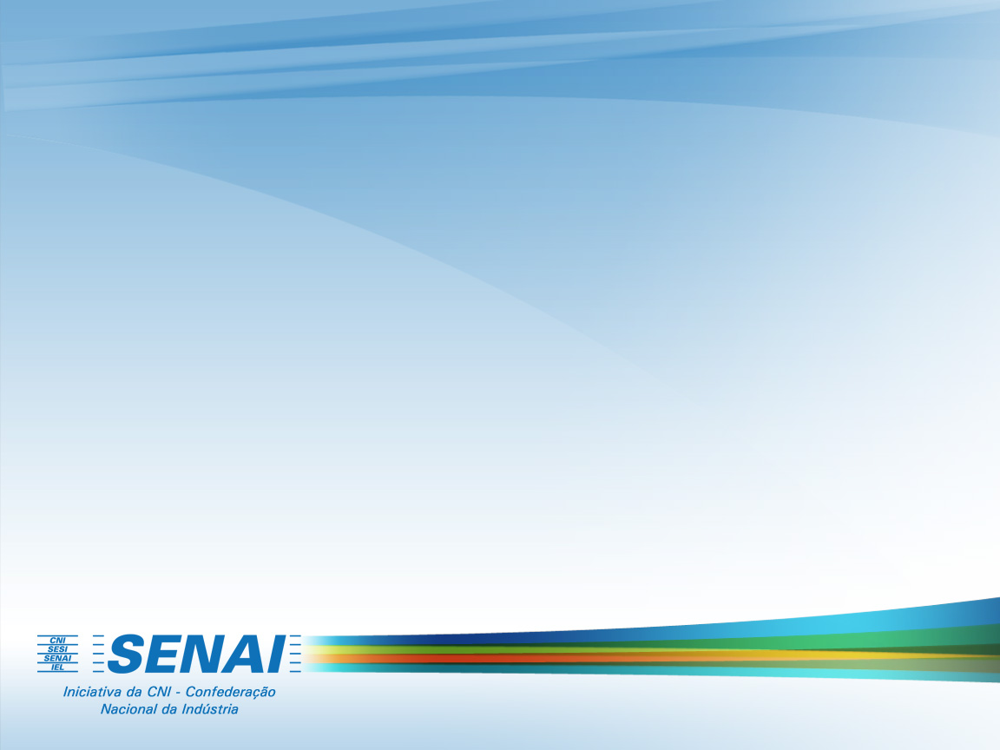 CNI
SESI
SENAI
IEL
SENAI
Iniciativa da CNI - Confederação
Nacional da Indústria